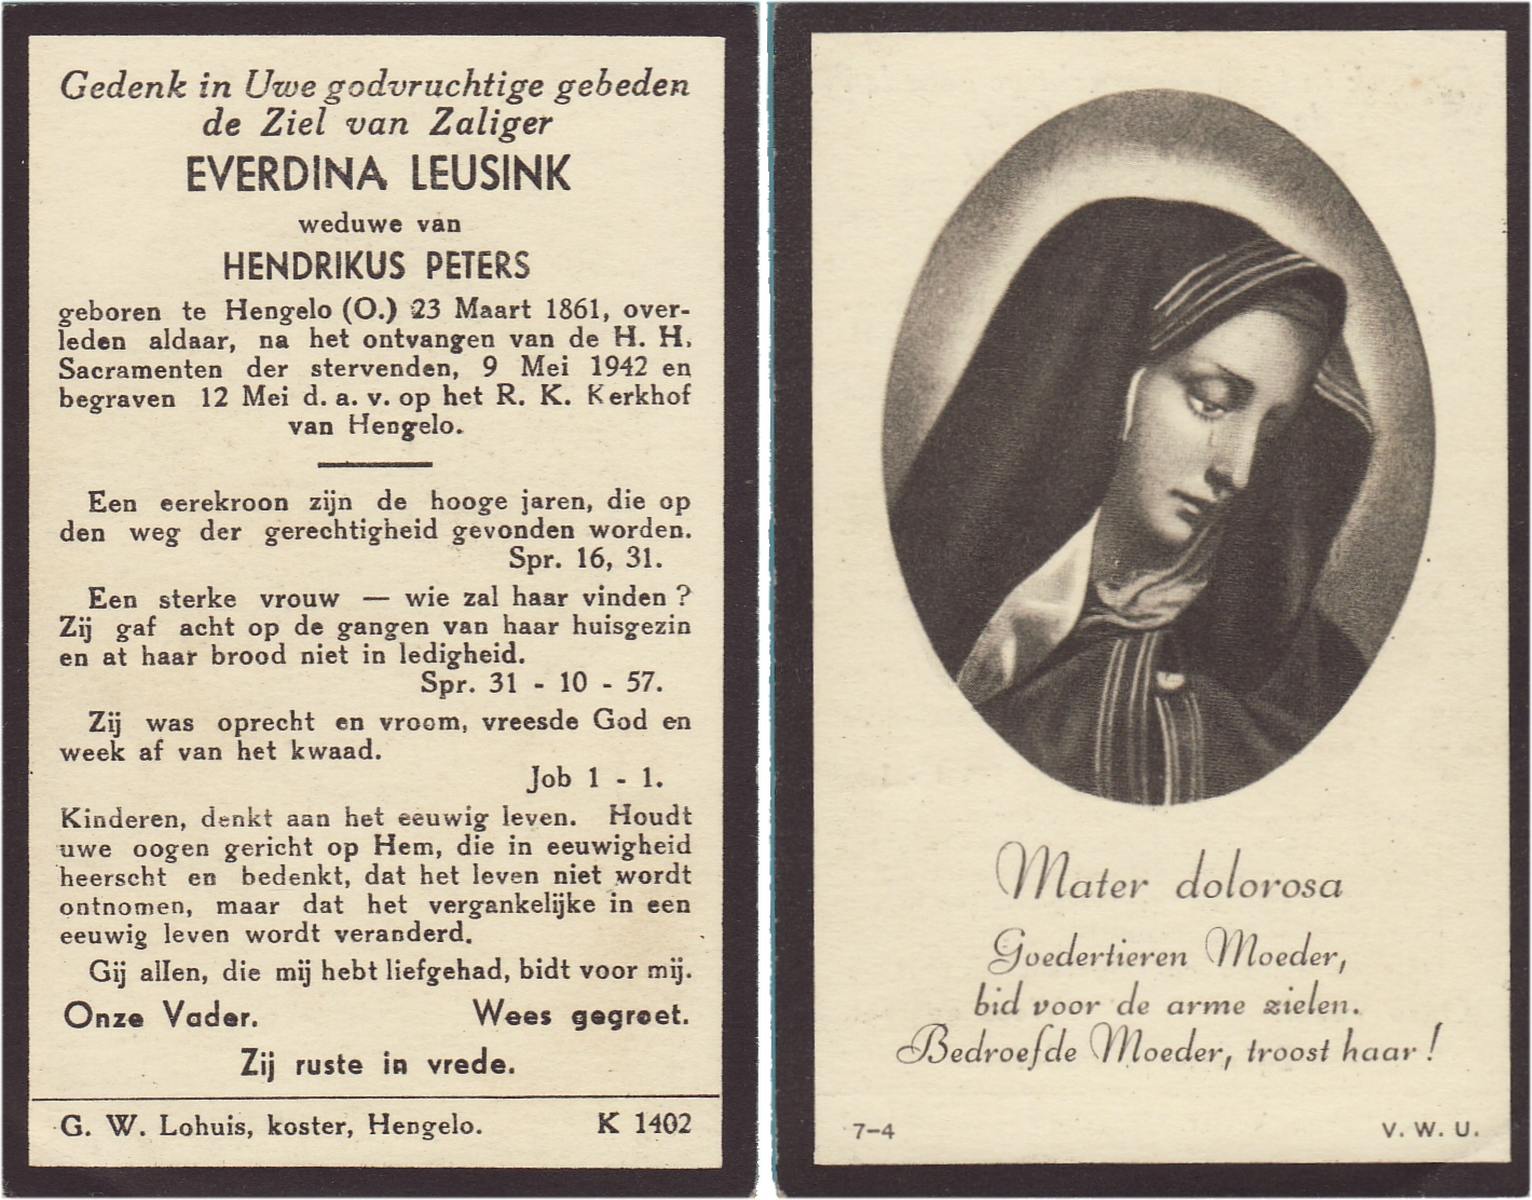 Gedenk in Uwe godvruchtige gebeden
de Ziel van Zaliger
EVERDINA LEUSINK
weduwe van
HENDRIKUS PETERS
geboren te Hengelo (O.) 23 Maart 1861, over-
leden aldaar, na het ontvangen van de H. H.
Sacramenten der stervenden, 9 Mei 1942 en
begraven 12 Mei d. a. v. op het R. K. Kerkhof
van Hengelo.
Een eerekroon zijn de hooge jaren, die op
den weg der gerechtigheid gevonden worden.
Spr. 16, 31.
Een sterke vrouw — wie zal haar vinden ?
Zij gaf acht op de gangen van haar huisgezin
en at haar brood niet in ledigheid.
Spr. 31 - 10 - 57.
Zij was oprecht en vroom, vreesde God en
week af van het kwaad.
Job 1 - 1.
Kinderen, denkt aan het eeuwig leven. Houdt
uwe oogen gericht op Hem, die in eeuwigheid
heerscht en bedenkt, dat het leven niet wordt
ontnomen, maar dat het vergankelijke in een
eeuwig leven wordt veranderd.
Gij allen, die mij hebt liefgehad, bidt voor mij.
Onze Vader. Wees gegroet.
Zij ruste in vrede.
G. W. Lohuis, koster, Hengelo. K 1402
Mater dolorosa
Goedertieren Moeder,
bid voor de arme zielen.
Bedroefde Moeder, troost haar !
7-4 V. W. U.